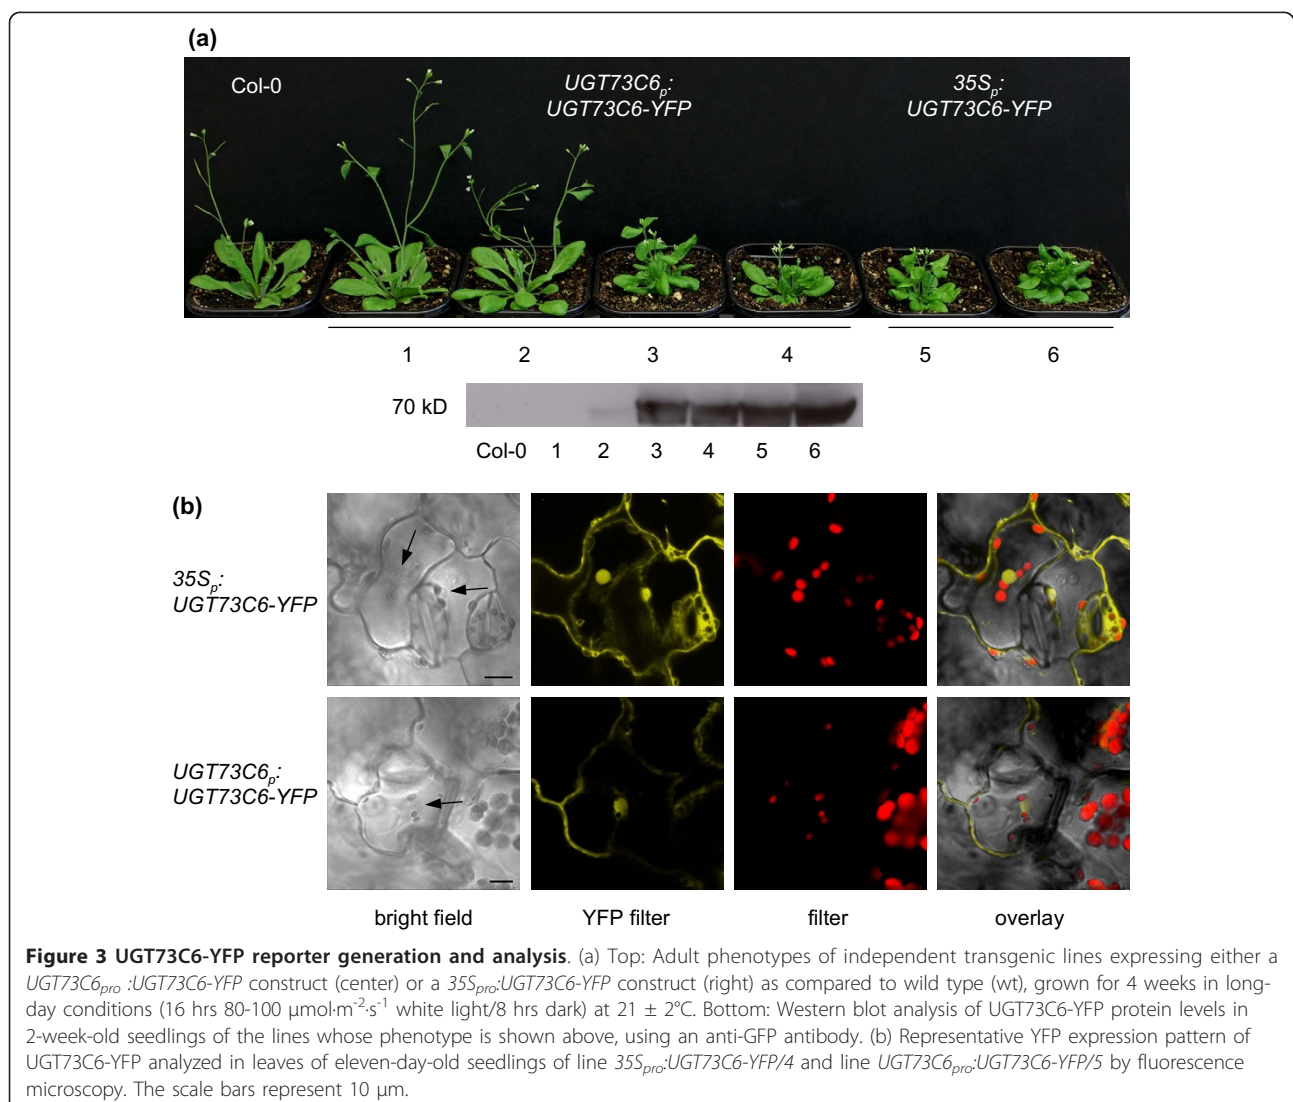 (a)
Col-0
UGT73C6p:
UGT73C6-YFP
35Sp:
UGT73C6-YFP
1 2 3 4 5 6
70 kD
Col-0 1 2 3 4 5 6
(b)
35Sp:
UGT73C6-YFP
UGT73C6p:
UGT73C6-YFP
bright field YFP filter filter overlay
Figure 3 UGT73C6-YFP reporter generation and analysis. (a) Top: Adult phenotypes of independent transgenic lines expressing either a
UGT73C6pro :UGT73C6-YFP construct (center) or a 35Spro:UGT73C6-YFP construct (right) as compared to wild type (wt), grown for 4 weeks in long-
day conditions (16 hrs 80-100 μmol·m⁻²·s⁻¹ white light/8 hrs dark) at 21 ± 2°C. Bottom: Western blot analysis of UGT73C6-YFP protein levels in
2-week-old seedlings of the lines whose phenotype is shown above, using an anti-GFP antibody. (b) Representative YFP expression pattern of
UGT73C6-YFP analyzed in leaves of eleven-day-old seedlings of line 35Spro:UGT73C6-YFP/4 and line UGT73C6pro:UGT73C6-YFP/5 by fluorescence
microscopy. The scale bars represent 10 μm.